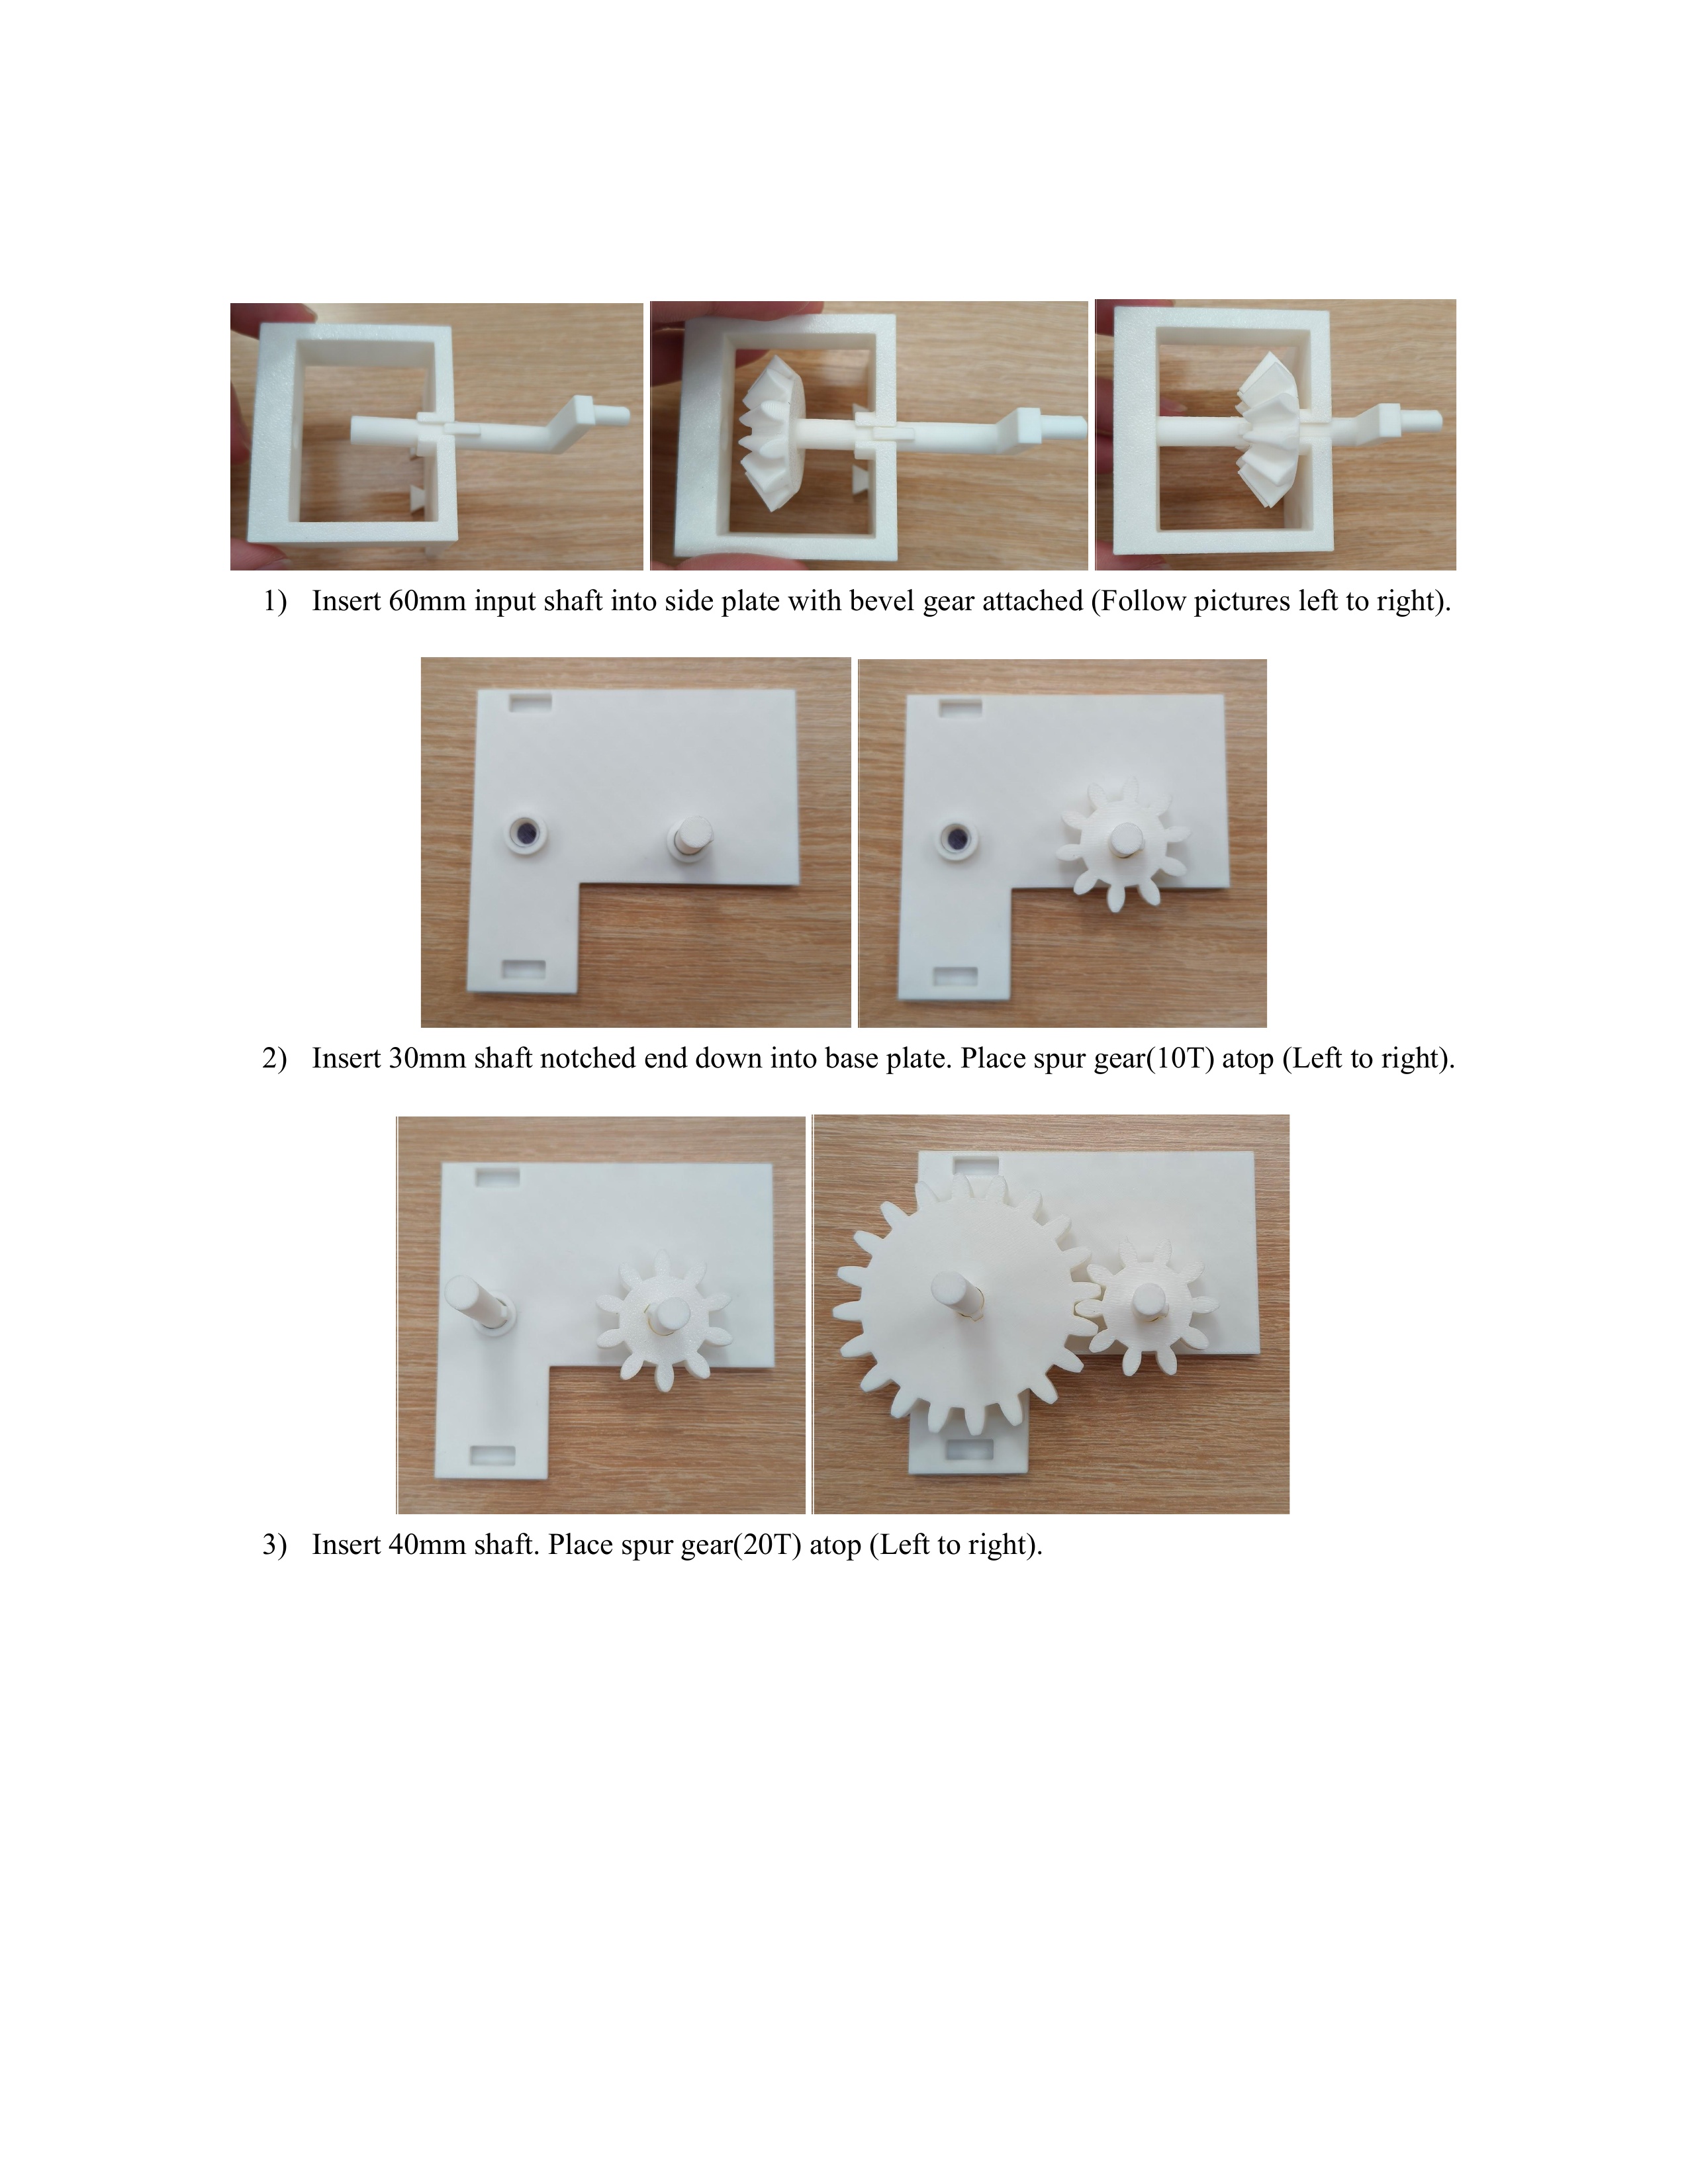 1) Insert 60mm input shaft into side plate with bevel gear attached (Follow pictures left to right).
2) Insert 30mm shaft notched end down into base plate. Place spur gear(10T) atop (Left to right).
3) Insert 40mm shaft. Place spur gear(20T) atop (Left to right).